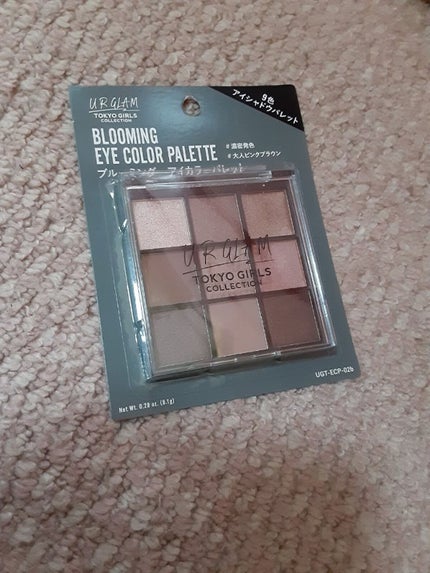 U R GLAM
TOKYO GIRLS
COLLECTION
9色
アイシャドウパレット
BLOOMING
EYE COLOR PALETTE
ブルーミング アイカラーパレット
#濃密発色
#大人ピンクブラウン
U R GLAM
TOKYO GIRLS
COLLECTION
UGT-ECP-02b
Net Wt. 0.28 oz. (8.1g)